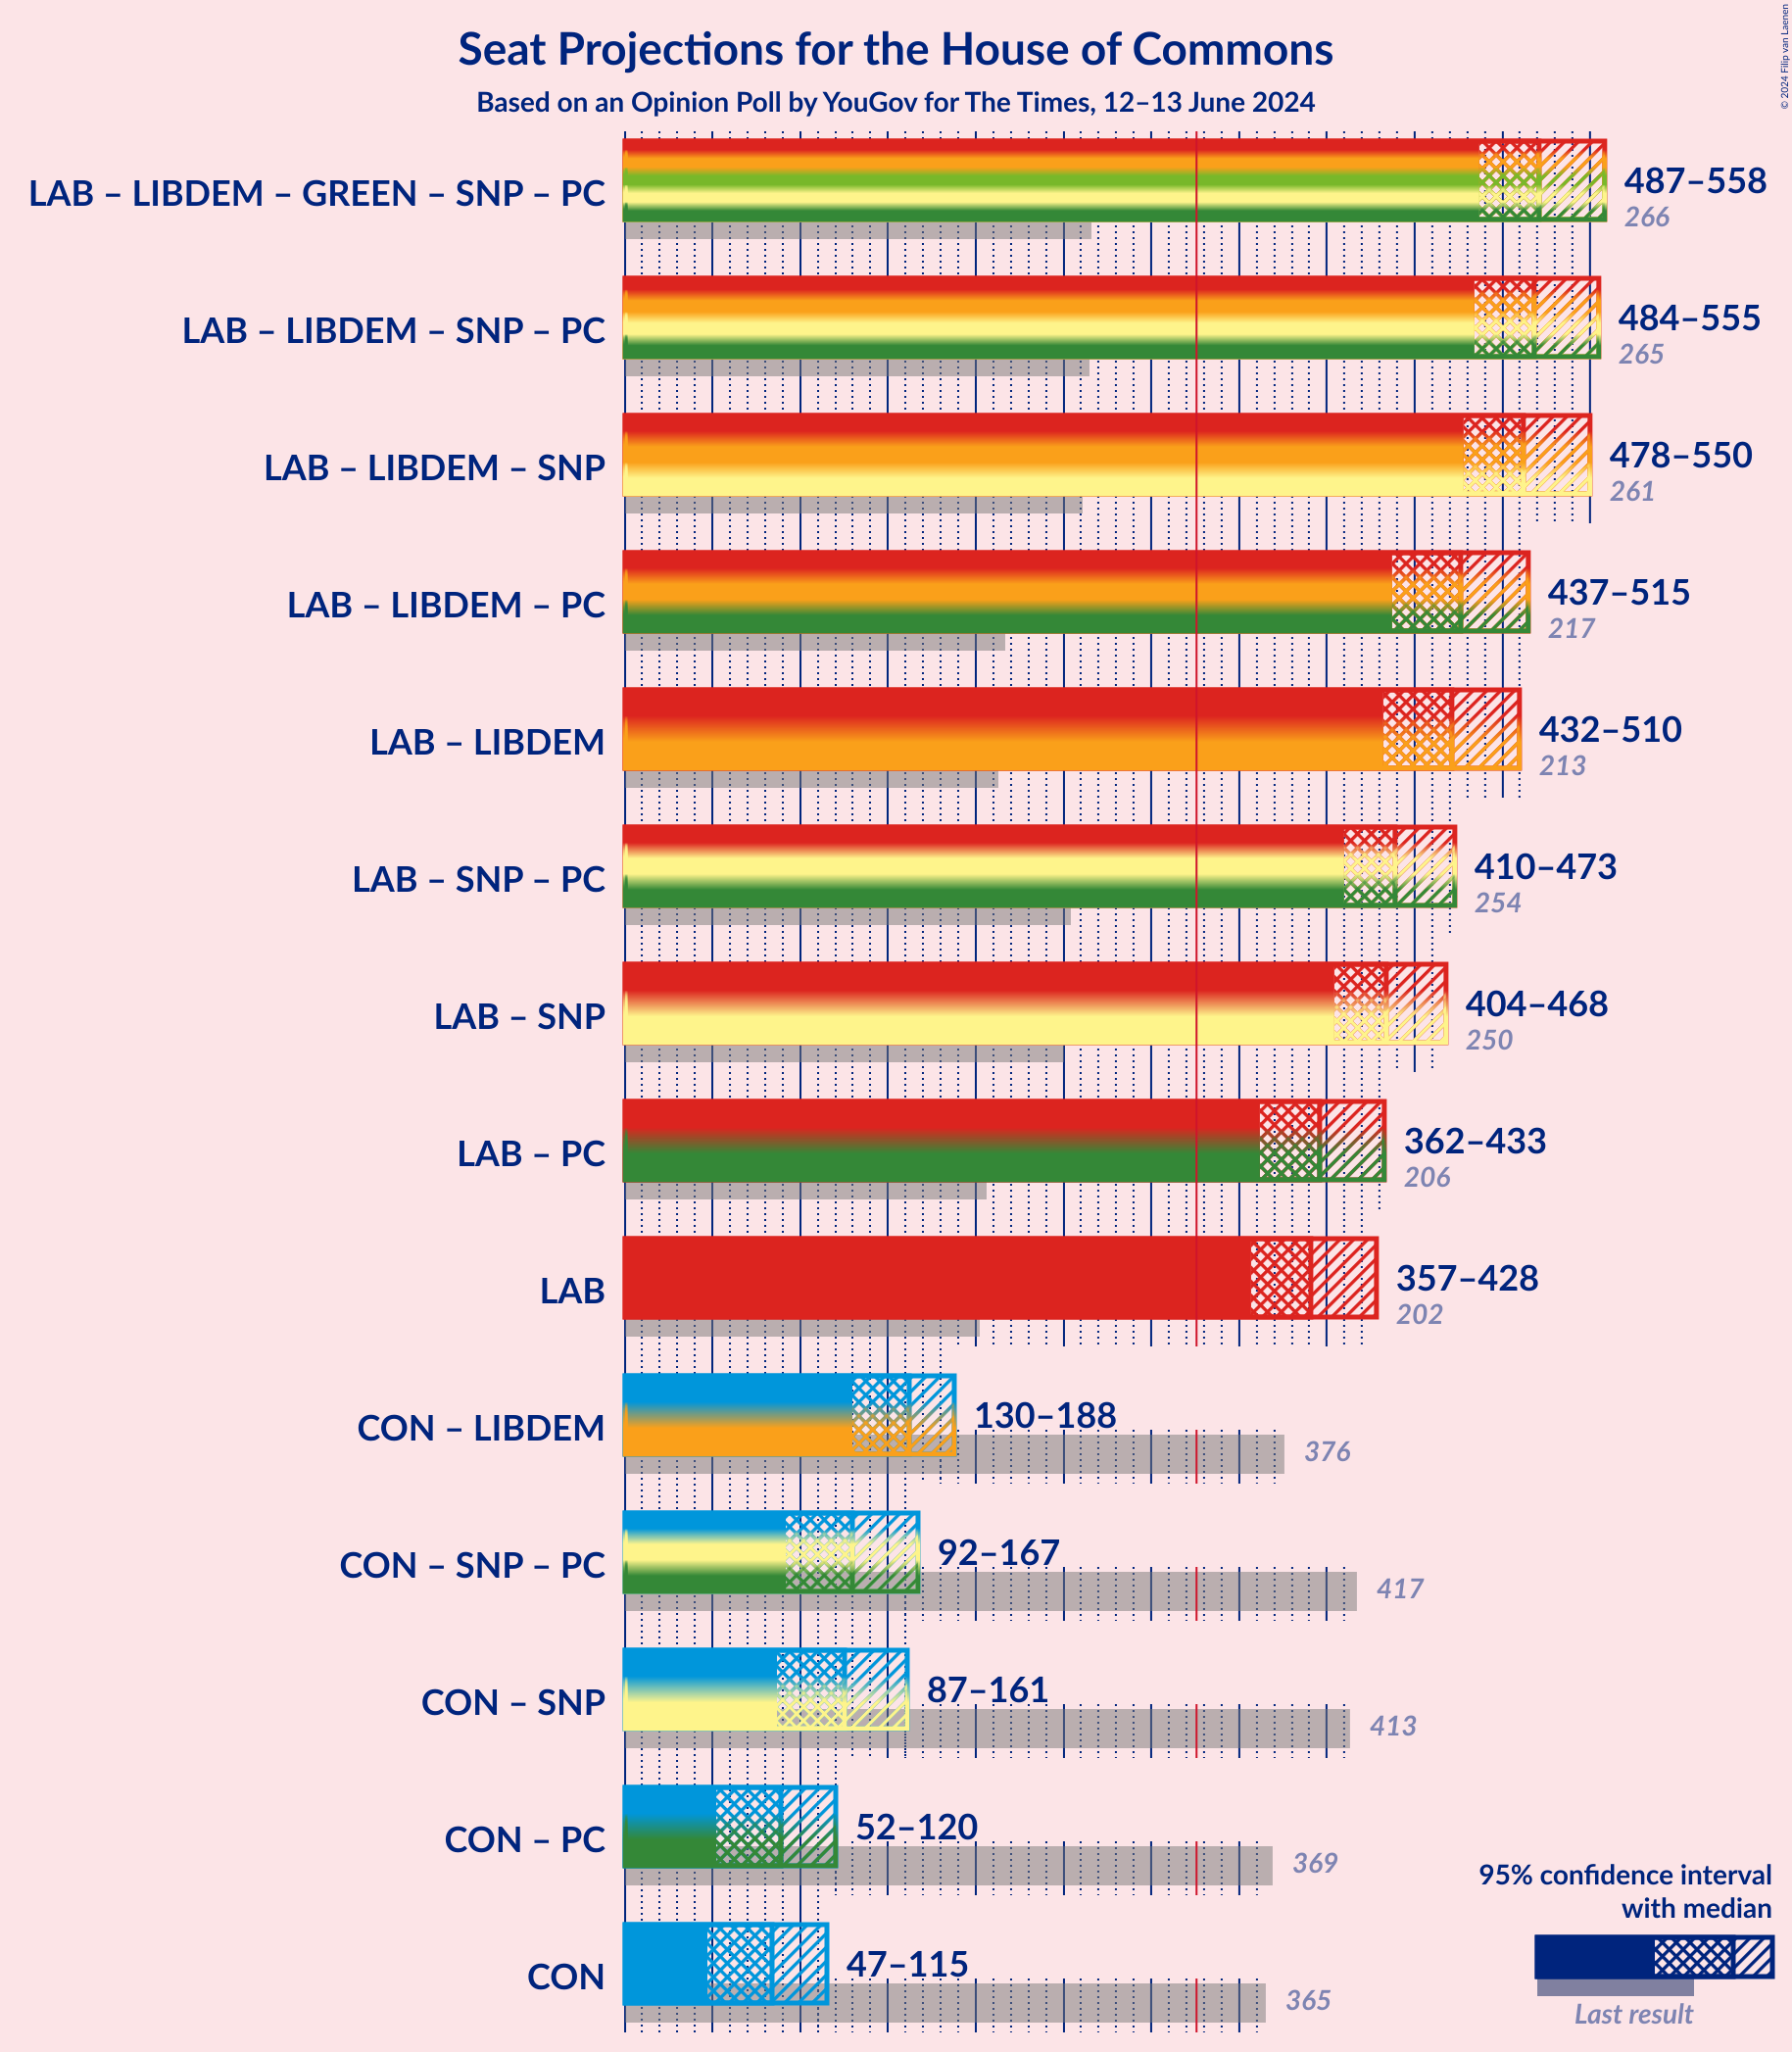 Seat Projections for the House of Commons
Based on an Opinion Poll by YouGov for The Times, 12–13 June 2024
© 2024 Filip van Laenen
LAB – LIBDEM – GREEN – SNP – PC
487–558
266
LAB – LIBDEM – SNP – PC
484–555
265
LAB – LIBDEM – SNP
478–550
261
LAB – LIBDEM – PC
437–515
217
LAB – LIBDEM
432–510
213
LAB – SNP – PC
410–473
254
LAB – SNP
404–468
250
LAB – PC
362–433
206
LAB
357–428
202
CON – LIBDEM
130–188
376
CON – SNP – PC
92–167
417
CON – SNP
87–161
413
CON – PC
52–120
369
CON
47–115
365
95% confidence interval
with median
Last result